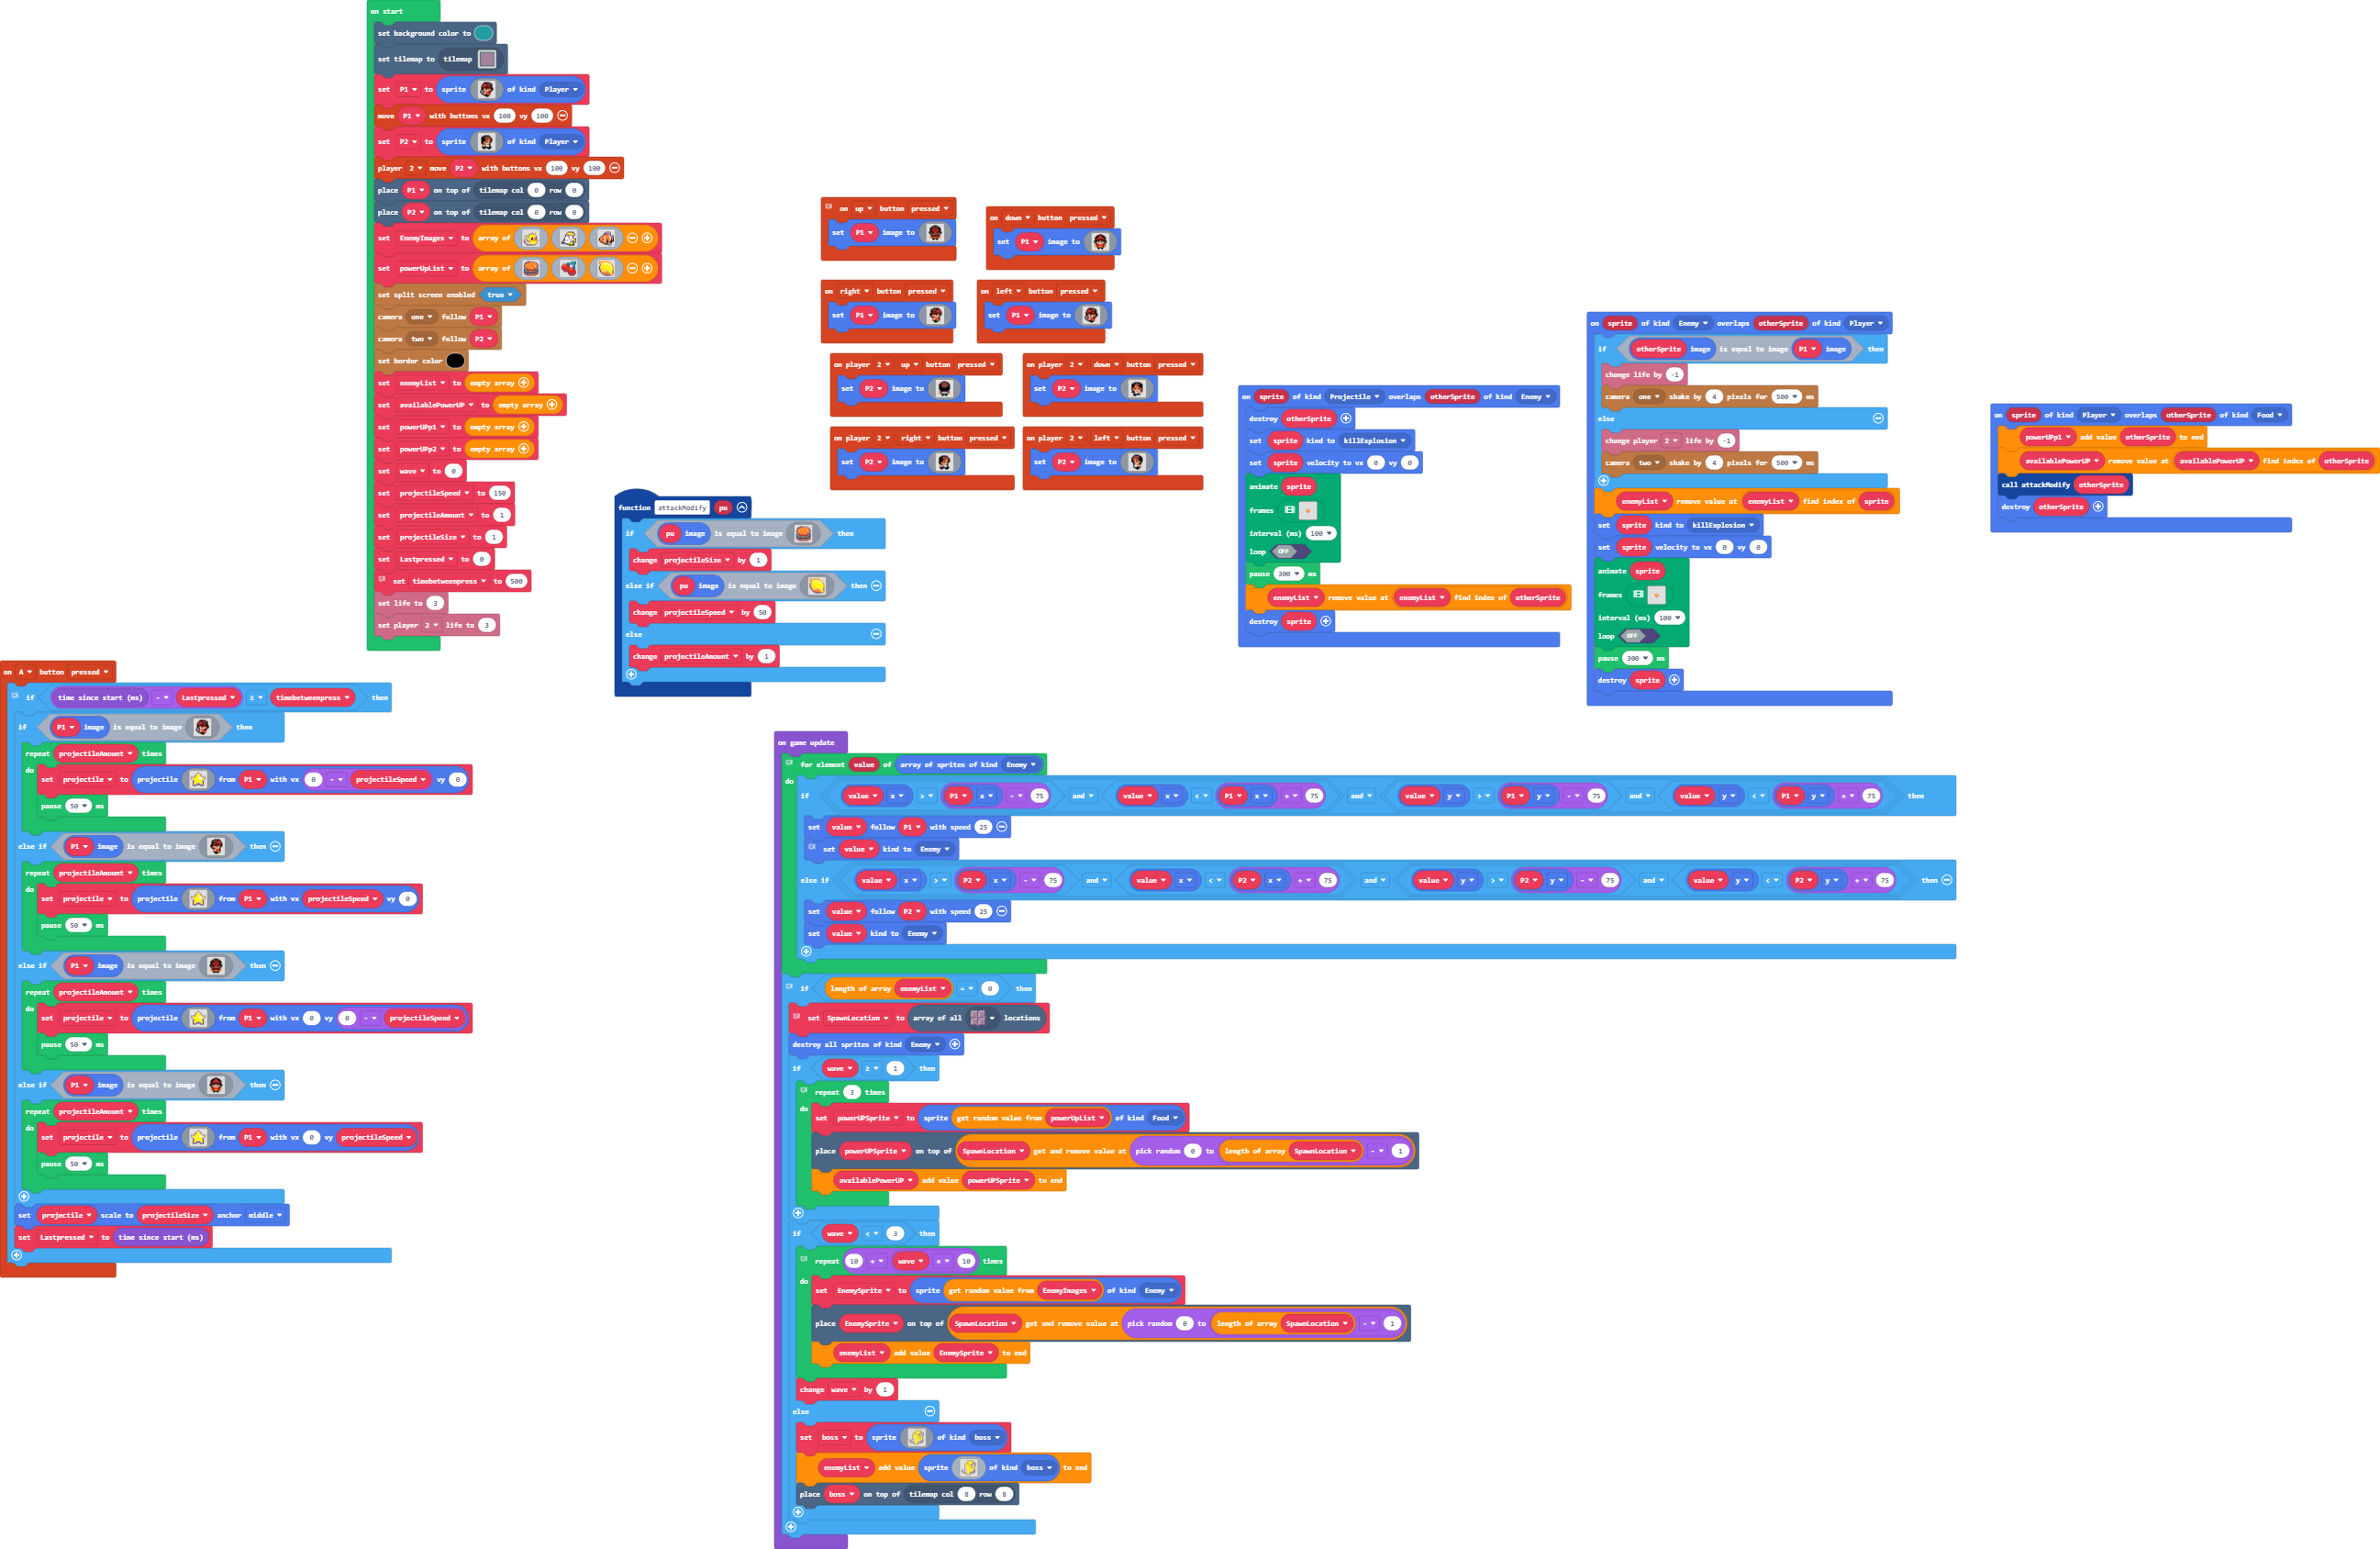 on start
set background color to
set tilemap to tilemap
set P1 to sprite of kind Player
move P1 with buttons vx 100 vy 100
set P2 to sprite of kind Player
player 2 move P2 with buttons vx 100 vy 100
place P1 on top of tilemap col 0 row 0
place P2 on top of tilemap col 0 row 0
set EnemyImages to array of
set powerUpList to array of
set split screen enabled true
camera one follow P1
camera two follow P2
set border color
set enemyList to empty array
set availablePowerUP to empty array
set powerUPp1 to empty array
set powerUPp2 to empty array
set wave to 0
set projectileSpeed to 150
set projectileAmount to 1
set projectileSize to 1
set Lastpressed to 0
set timebetweenpress to 500
set life to 3
set player 2 life to 3
on up button pressed
set P1 image to
on down button pressed
set P1 image to
on right button pressed
set P1 image to
on left button pressed
set P1 image to
on player 2 up button pressed
set P2 image to
on player 2 down button pressed
set P2 image to
on player 2 right button pressed
set P2 image to
on player 2 left button pressed
set P2 image to
function attackModify pu
if pu image is equal to image then
change projectileSize by 1
else if pu image is equal to image then
change projectileSpeed by 50
else
change projectileAmount by 1
on sprite of kind Projectile overlaps otherSprite of kind Enemy
destroy otherSprite
set sprite kind to killExplosion
set sprite velocity to vx 0 vy 0
animate sprite
frames
interval (ms) 100
loop OFF
pause 300 ms
enemyList remove value at enemyList find index of otherSprite
destroy sprite
on sprite of kind Enemy overlaps otherSprite of kind Player
if otherSprite image is equal to image P1 image then
change life by -1
camera one shake by 4 pixels for 500 ms
else
change player 2 life by -1
camera two shake by 4 pixels for 500 ms
enemyList remove value at enemyList find index of sprite
set sprite kind to killExplosion
set sprite velocity to vx 0 vy 0
animate sprite
frames
interval (ms) 100
loop OFF
pause 300 ms
destroy sprite
on sprite of kind Player overlaps otherSprite of kind Food
powerUPp1 add value otherSprite to end
availablePowerUP remove value at availablePowerUP find index of otherSprite
call attackModify otherSprite
destroy otherSprite
on A button pressed
if time since start (ms) - Lastpressed ≥ timebetweenpress then
if P1 image is equal to image then
repeat projectileAmount times
do set projectile to projectile from P1 with vx 0 - projectileSpeed vy 0
pause 50 ms
else if P1 image is equal to image then
repeat projectileAmount times
do set projectile to projectile from P1 with vx projectileSpeed vy 0
pause 50 ms
else if P1 image is equal to image then
repeat projectileAmount times
do set projectile to projectile from P1 with vx 0 vy 0 - projectileSpeed
pause 50 ms
else if P1 image is equal to image then
repeat projectileAmount times
do set projectile to projectile from P1 with vx 0 vy projectileSpeed
pause 50 ms
set projectile scale to projectileSize anchor middle
set Lastpressed to time since start (ms)
on game update
for element value of array of sprites of kind Enemy
do if value x > P1 x - 75 and value x < P1 x + 75 and value y > P1 y - 75 and value y < P1 y + 75 then
set value follow P1 with speed 25
set value kind to Enemy
else if value x > P2 x - 75 and value x < P2 x + 75 and value y > P2 y - 75 and value y < P2 y + 75 then
set value follow P2 with speed 25
set value kind to Enemy
if length of array enemyList = 0 then
set SpawnLocation to array of all locations
destroy all sprites of kind Enemy
if wave ≥ 1 then
repeat 3 times
do set powerUPSprite to sprite get random value from powerUpList of kind Food
place powerUPSprite on top of SpawnLocation get and remove value at pick random 0 to length of array SpawnLocation - 1
availablePowerUP add value powerUPSprite to end
if wave < 3 then
repeat 10 + wave × 10 times
do set EnemySprite to sprite get random value from EnemyImages of kind Enemy
place EnemySprite on top of SpawnLocation get and remove value at pick random 0 to length of array SpawnLocation - 1
enemyList add value EnemySprite to end
change wave by 1
else
set boss to sprite of kind boss
enemyList add value sprite of kind boss to end
place boss on top of tilemap col 8 row 8